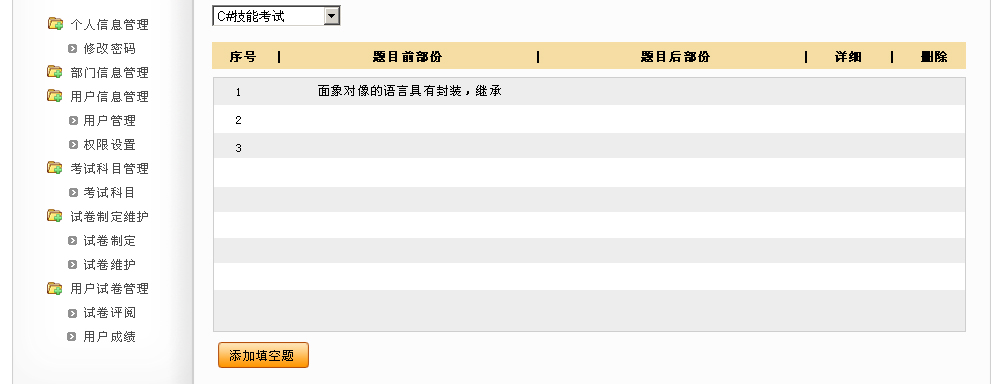 个人信息管理
修改密码
部门信息管理
用户信息管理
用户管理
权限设置
考试科目管理
考试科目
试卷制定维护
试卷制定
试卷维护
用户试卷管理
试卷评阅
用户成绩
C#技能考试
序号 | 题目前部份 | 题目后部份 | 详细 | 删除
1 面象对像的语言具有封装，继承
2
3
添加填空题